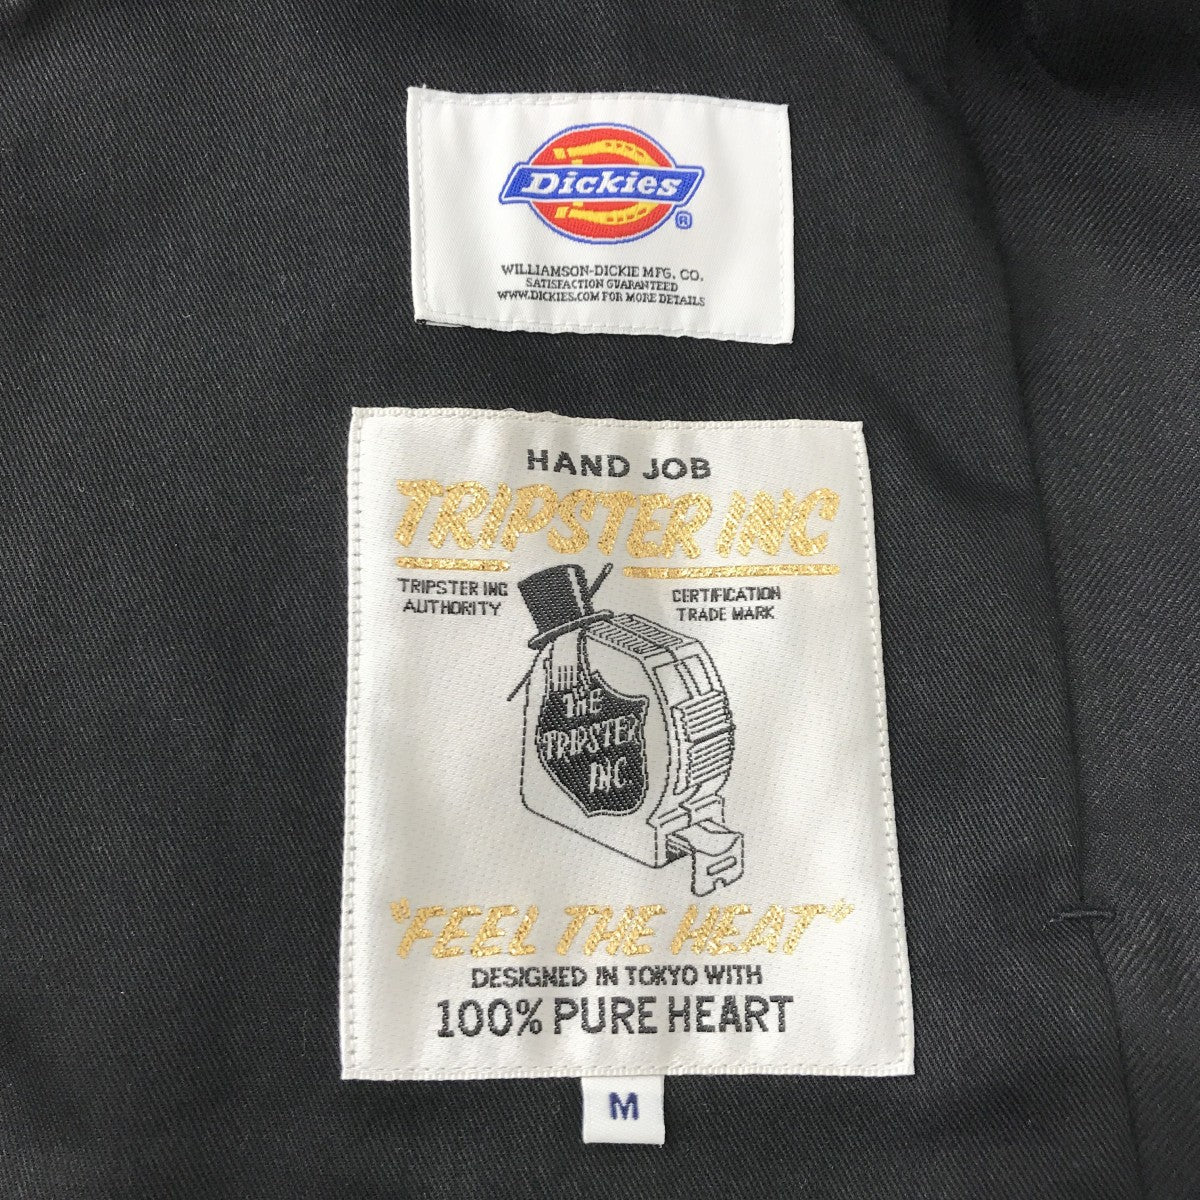 Dickies
®
WILLIAMSON-DICKIE MFG. CO.
SATISFACTION GUARANTEED
WWW.DICKIES.COM FOR MORE DETAILS
HAND JOB
TRIPSTER INC
TRIPSTER INC
AUTHORITY
CERTIFICATION
TRADE MARK
THE
TRIPSTER
INC.
"FEEL THE HEAT"
DESIGNED IN TOKYO WITH
100% PURE HEART
M